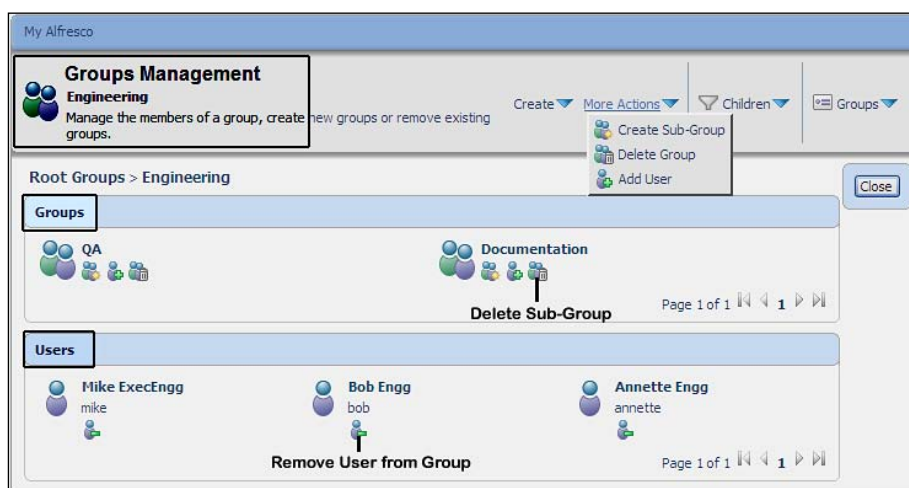 My Alfresco
Groups Management
Engineering
Manage the members of a group, create new groups or remove existing
groups.
Create More Actions Children Groups
Create Sub-Group
Delete Group
Add User
Root Groups > Engineering
Close
Groups
QA Documentation
Page 1 of 1 1
Delete Sub-Group
Users
Mike ExecEngg Bob Engg Annette Engg
mike bob annette
Remove User from Group
Page 1 of 1 1